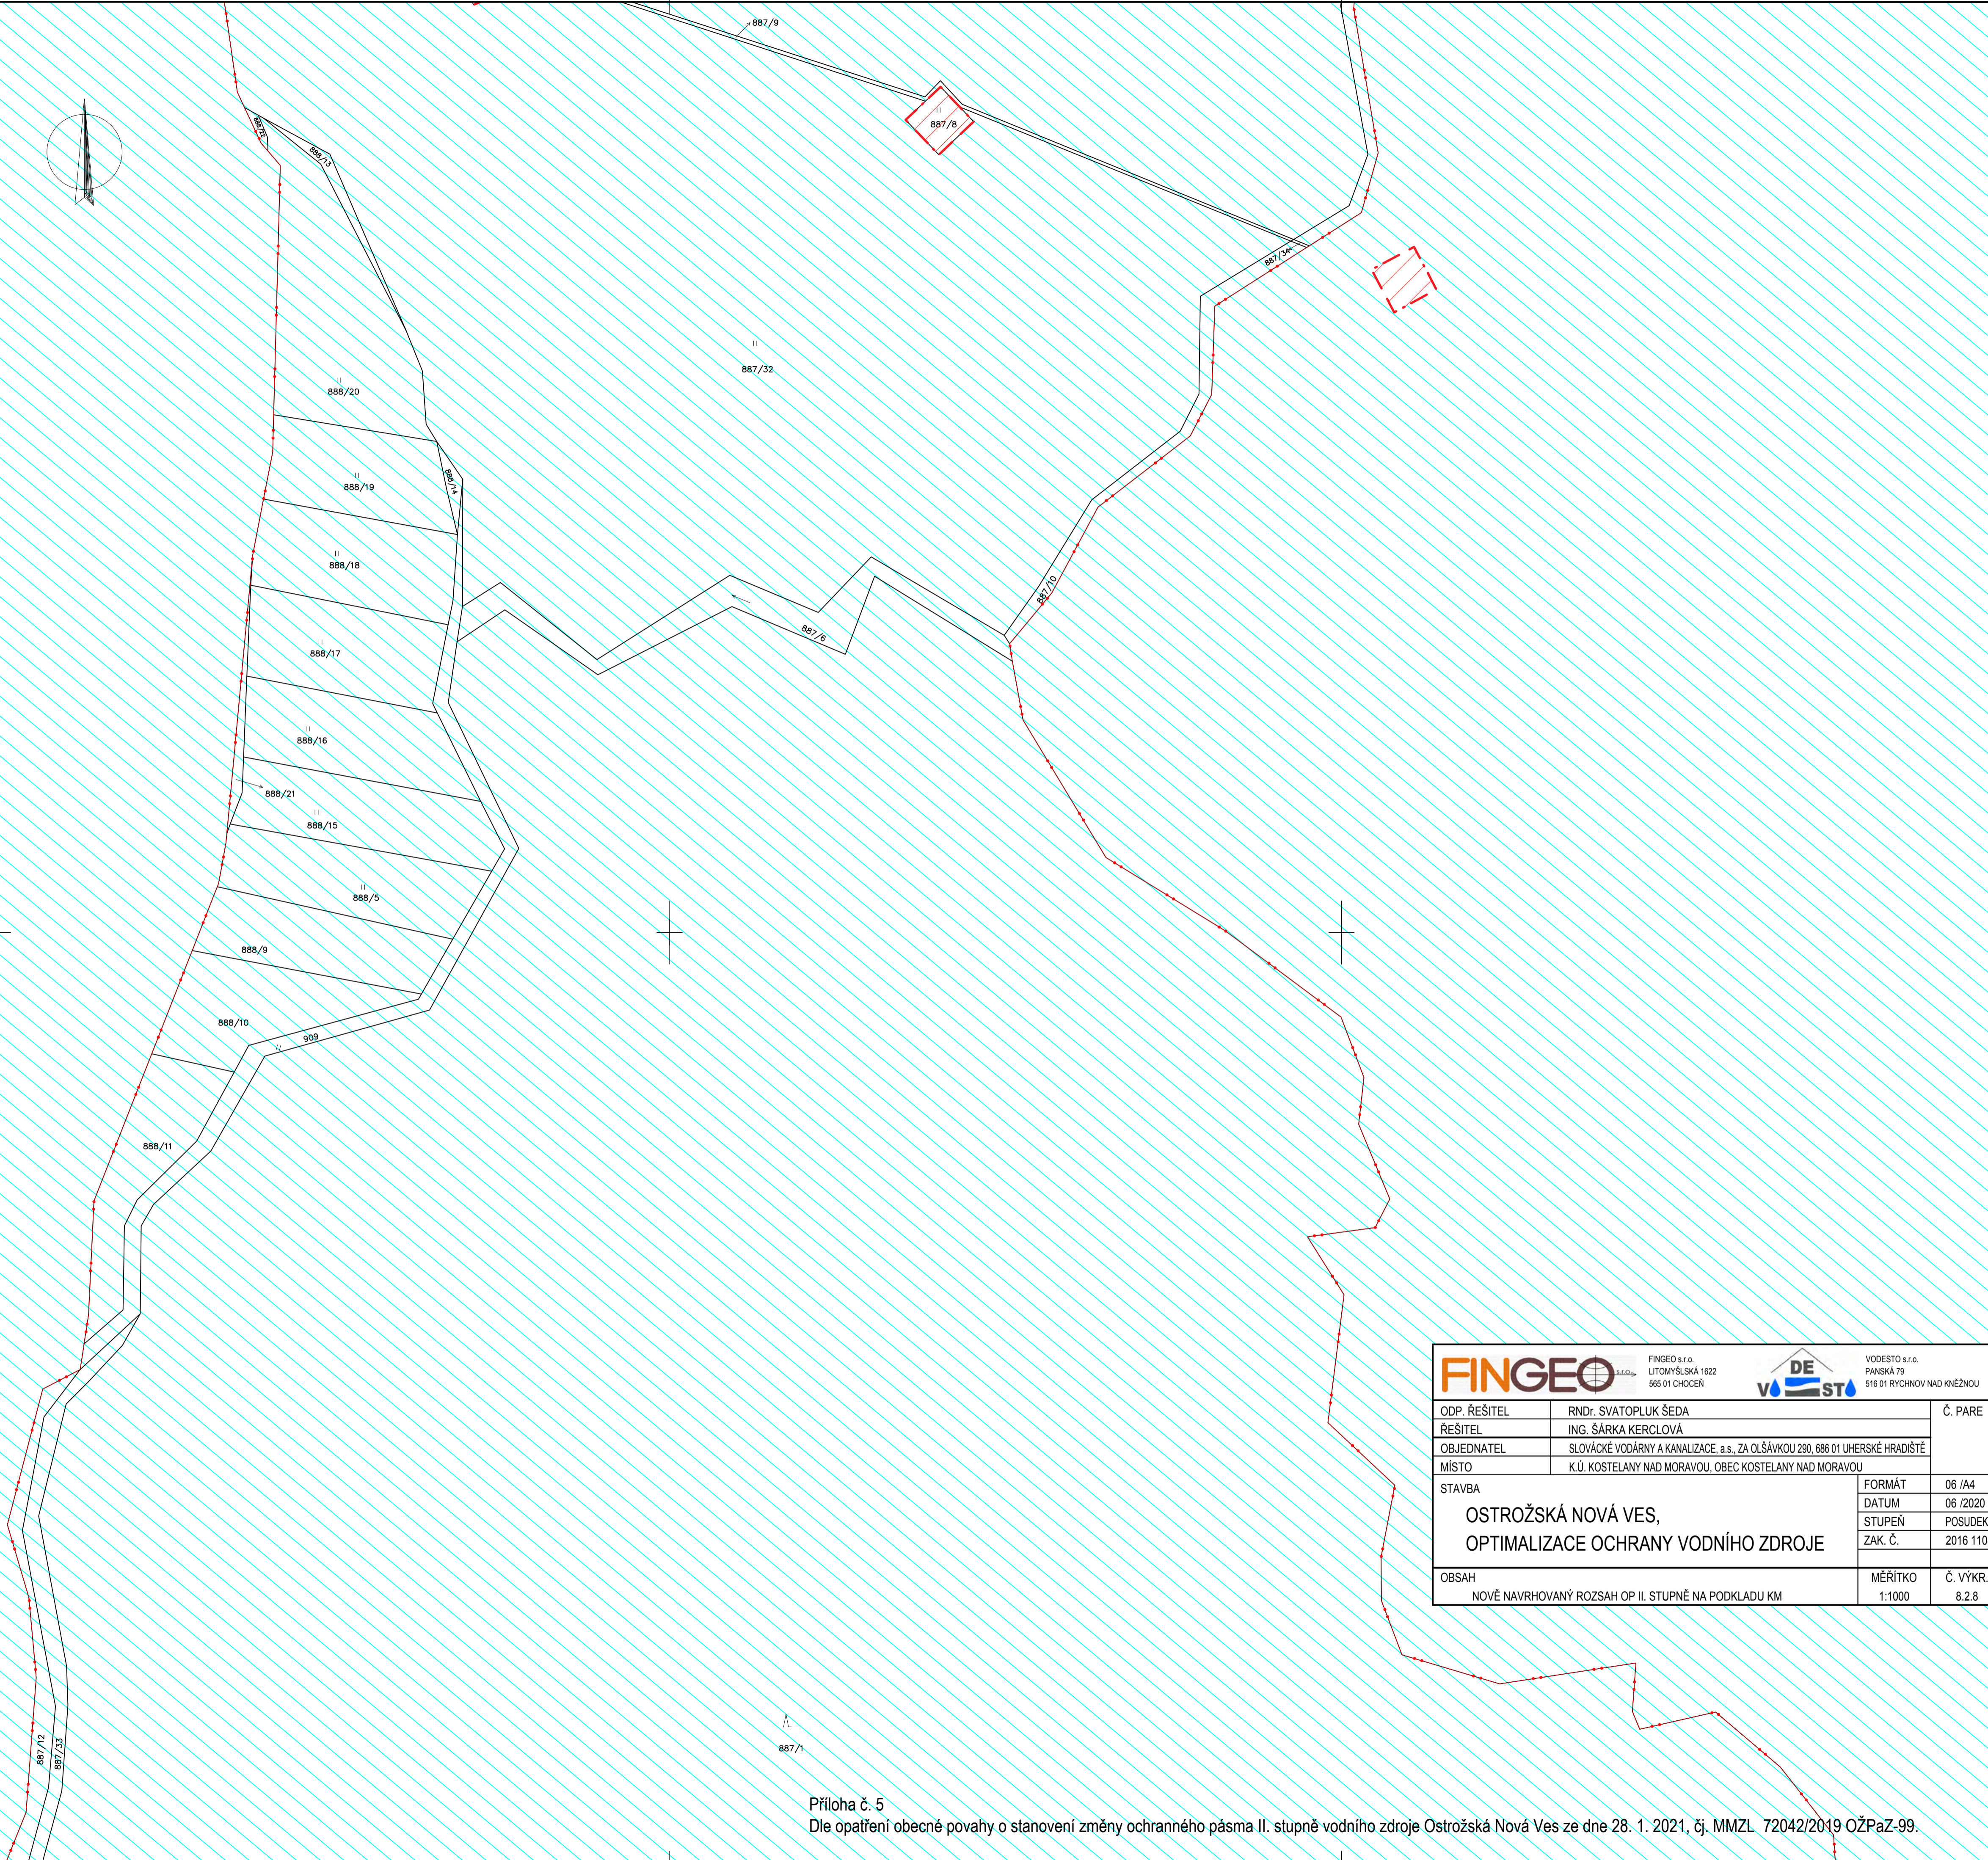 887/9
887/8
888/22
888/13
887/34
887/32
888/20
888/19
888/14
888/18
887/10
887/6
888/17
888/16
888/21
888/15
888/5
888/9
888/10
909
888/11
887/12
887/33
887/1
FINGEO s.r.o.
FINGEO s.r.o.
LITOMYŠLSKÁ 1622
565 01 CHOCEŇ
VODESTO
VODESTO s.r.o.
PANSKÁ 79
516 01 RYCHNOV NAD KNĚŽNOU
ODP. ŘEŠITEL RNDr. SVATOPLUK ŠEDA Č. PARE
ŘEŠITEL ING. ŠÁRKA KERCLOVÁ
OBJEDNATEL SLOVÁCKÉ VODÁRNY A KANALIZACE, a.s., ZA OLŠÁVKOU 290, 686 01 UHERSKÉ HRADIŠTĚ
MÍSTO K.Ú. KOSTELANY NAD MORAVOU, OBEC KOSTELANY NAD MORAVOU
STAVBA
OSTROŽSKÁ NOVÁ VES,
OPTIMALIZACE OCHRANY VODNÍHO ZDROJE
FORMÁT 06 /A4
DATUM 06 /2020
STUPEŇ POSUDEK
ZAK. Č. 2016 110
OBSAH
NOVĚ NAVRHOVANÝ ROZSAH OP II. STUPNĚ NA PODKLADU KM
MĚŘÍTKO Č. VÝKR.
1:1000 8.2.8
Příloha č. 5
Dle opatření obecné povahy o stanovení změny ochranného pásma II. stupně vodního zdroje Ostrožská Nová Ves ze dne 28. 1. 2021, čj. MMZL 72042/2019 OŽPaZ-99.